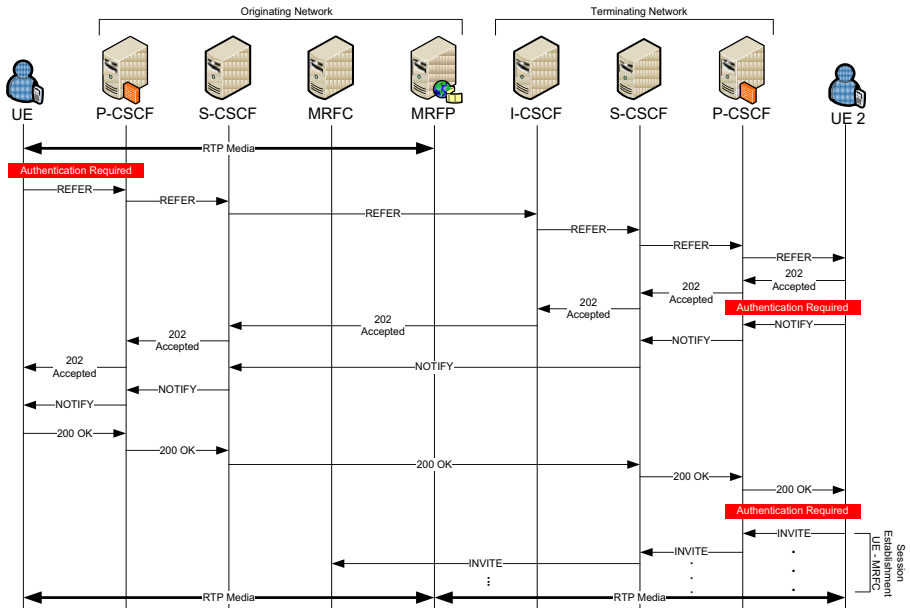 Originating Network
Terminating Network
UE
P-CSCF
S-CSCF
MRFC
MRFP
I-CSCF
S-CSCF
P-CSCF
UE 2
RTP Media
Authentication Required
REFER
REFER
REFER
REFER
REFER
REFER
202
Accepted
202
Accepted
Authentication Required
202
Accepted
NOTIFY
202
Accepted
202
Accepted
NOTIFY
202
Accepted
NOTIFY
NOTIFY
NOTIFY
200 OK
200 OK
200 OK
200 OK
200 OK
Authentication Required
INVITE
INVITE
INVITE
...
Session
Establishment
UE - MRFC
RTP Media
RTP Media